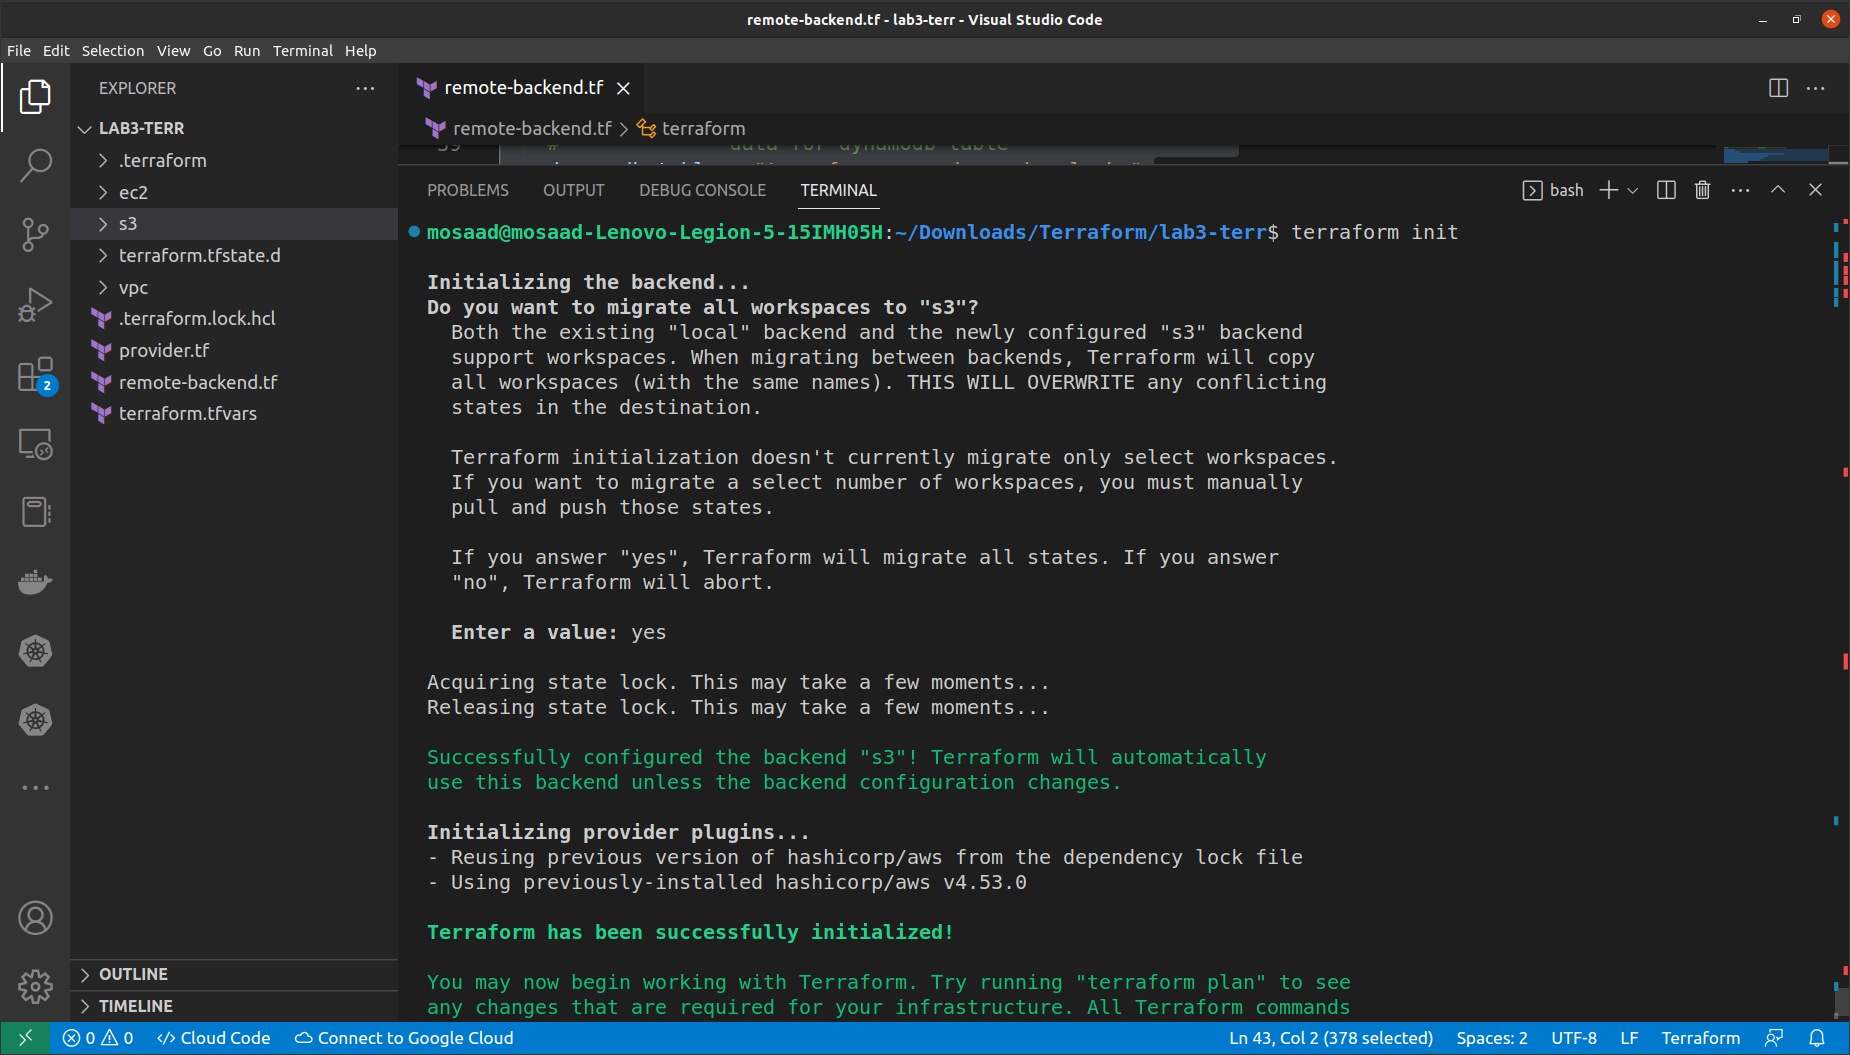 remote-backend.tf - lab3-terr - Visual Studio Code
File Edit Selection View Go Run Terminal Help
EXPLORER
LAB3-TERR
.terraform
ec2
s3
terraform.tfstate.d
vpc
.terraform.lock.hcl
provider.tf
remote-backend.tf
terraform.tfvars
OUTLINE
TIMELINE
2
remote-backend.tf
remote-backend.tf > terraform
39 # data for dynamodb table
PROBLEMS OUTPUT DEBUG CONSOLE TERMINAL
bash
mosaad@mosaad-Lenovo-Legion-5-15IMH05H:~/Downloads/Terraform/lab3-terr$ terraform init
Initializing the backend...
Do you want to migrate all workspaces to "s3"?
Both the existing "local" backend and the newly configured "s3" backend
support workspaces. When migrating between backends, Terraform will copy
all workspaces (with the same names). THIS WILL OVERWRITE any conflicting
states in the destination.
Terraform initialization doesn't currently migrate only select workspaces.
If you want to migrate a select number of workspaces, you must manually
pull and push those states.
If you answer "yes", Terraform will migrate all states. If you answer
"no", Terraform will abort.
Enter a value: yes
Acquiring state lock. This may take a few moments...
Releasing state lock. This may take a few moments...
Successfully configured the backend "s3"! Terraform will automatically
use this backend unless the backend configuration changes.
Initializing provider plugins...
- Reusing previous version of hashicorp/aws from the dependency lock file
- Using previously-installed hashicorp/aws v4.53.0
Terraform has been successfully initialized!
You may now begin working with Terraform. Try running "terraform plan" to see
any changes that are required for your infrastructure. All Terraform commands
0 0 Cloud Code Connect to Google Cloud Ln 43, Col 2 (378 selected) Spaces: 2 UTF-8 LF Terraform